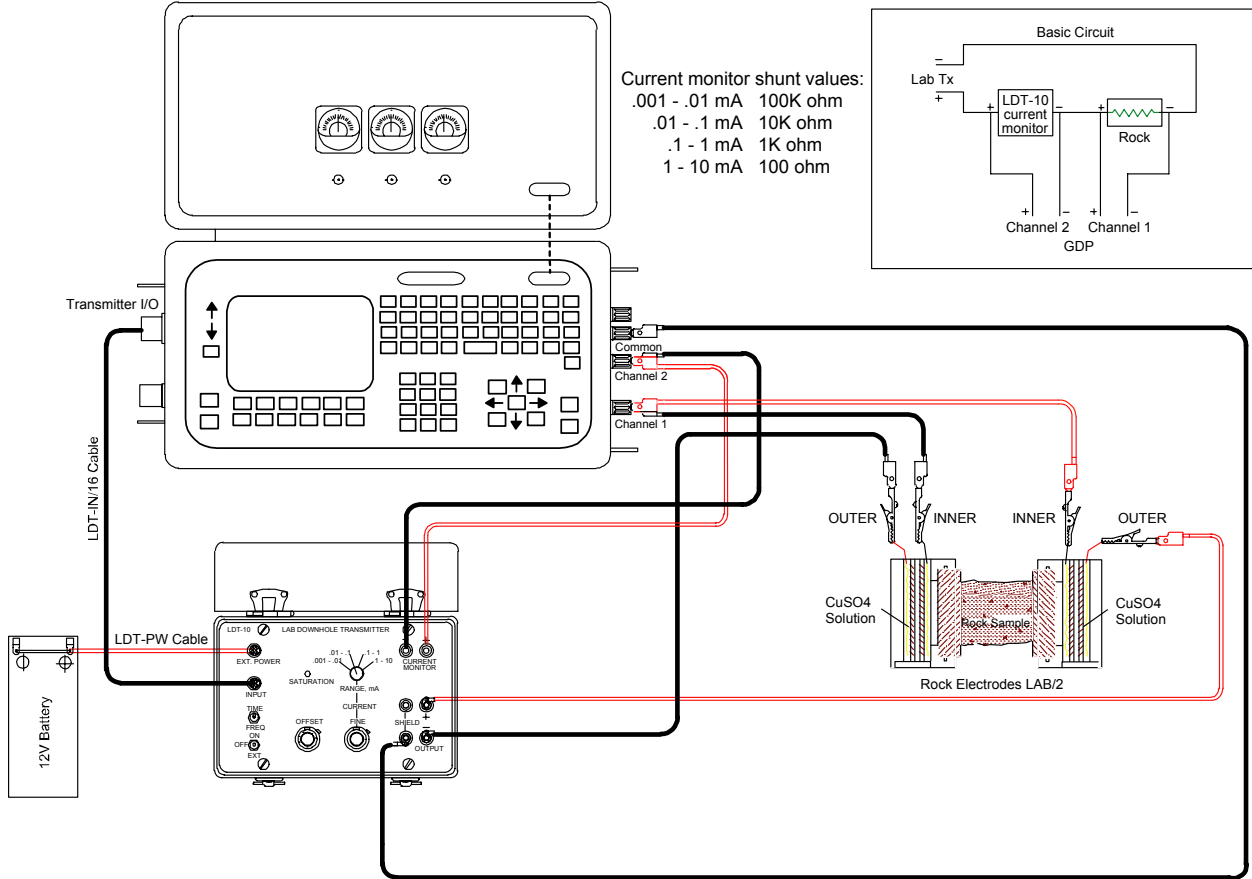 Current monitor shunt values:
.001 - .01 mA 100K ohm
.01 - .1 mA 10K ohm
.1 - 1 mA 1K ohm
1 - 10 mA 100 ohm
Basic Circuit
−
Lab Tx
+
+
LDT-10
current
monitor
−
+
−
Rock
+
−
+
−
Channel 2
Channel 1
GDP
Transmitter I/O
Common
Channel 2
Channel 1
LDT-IN/16 Cable
OUTER
INNER
INNER
OUTER
CuSO4
Solution
Rock Sample
CuSO4
Solution
Rock Electrodes LAB/2
LDT-PW Cable
12V Battery
LDT-10
LAB DOWNHOLE TRANSMITTER
EXT. POWER
.01 - .1
.1 - 1
.001 - .01
1 - 10
−
+
CURRENT
MONITOR
SATURATION
RANGE, mA
INPUT
TIME
FREQ
CURRENT
OFFSET
FINE
SHIELD
+
−
ON
OFF
EXT
OUTPUT